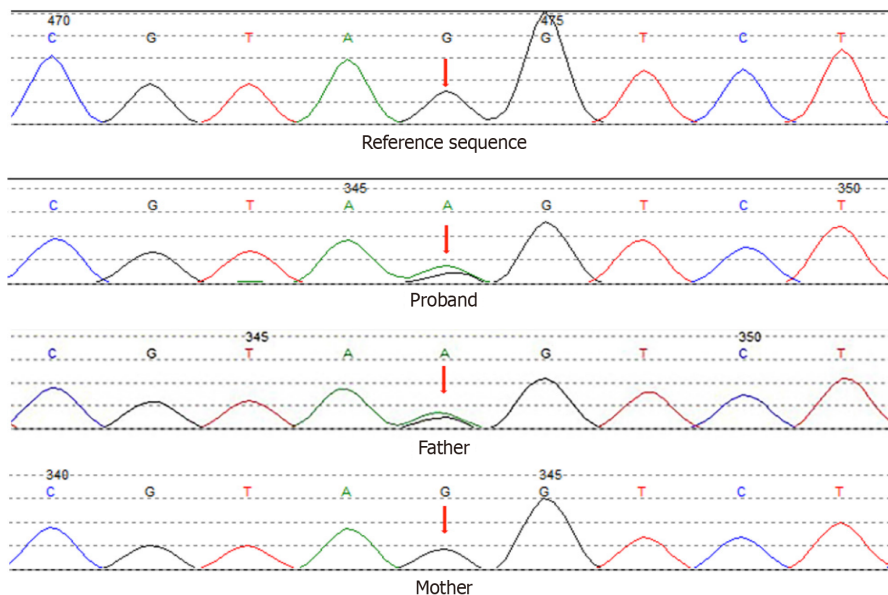 470 475
C G T A G G T C T
Reference sequence
345 350
C G T A A G T C T
Proband
345 350
C G T A A G T C T
Father
340 345
C G T A G G T C T
Mother